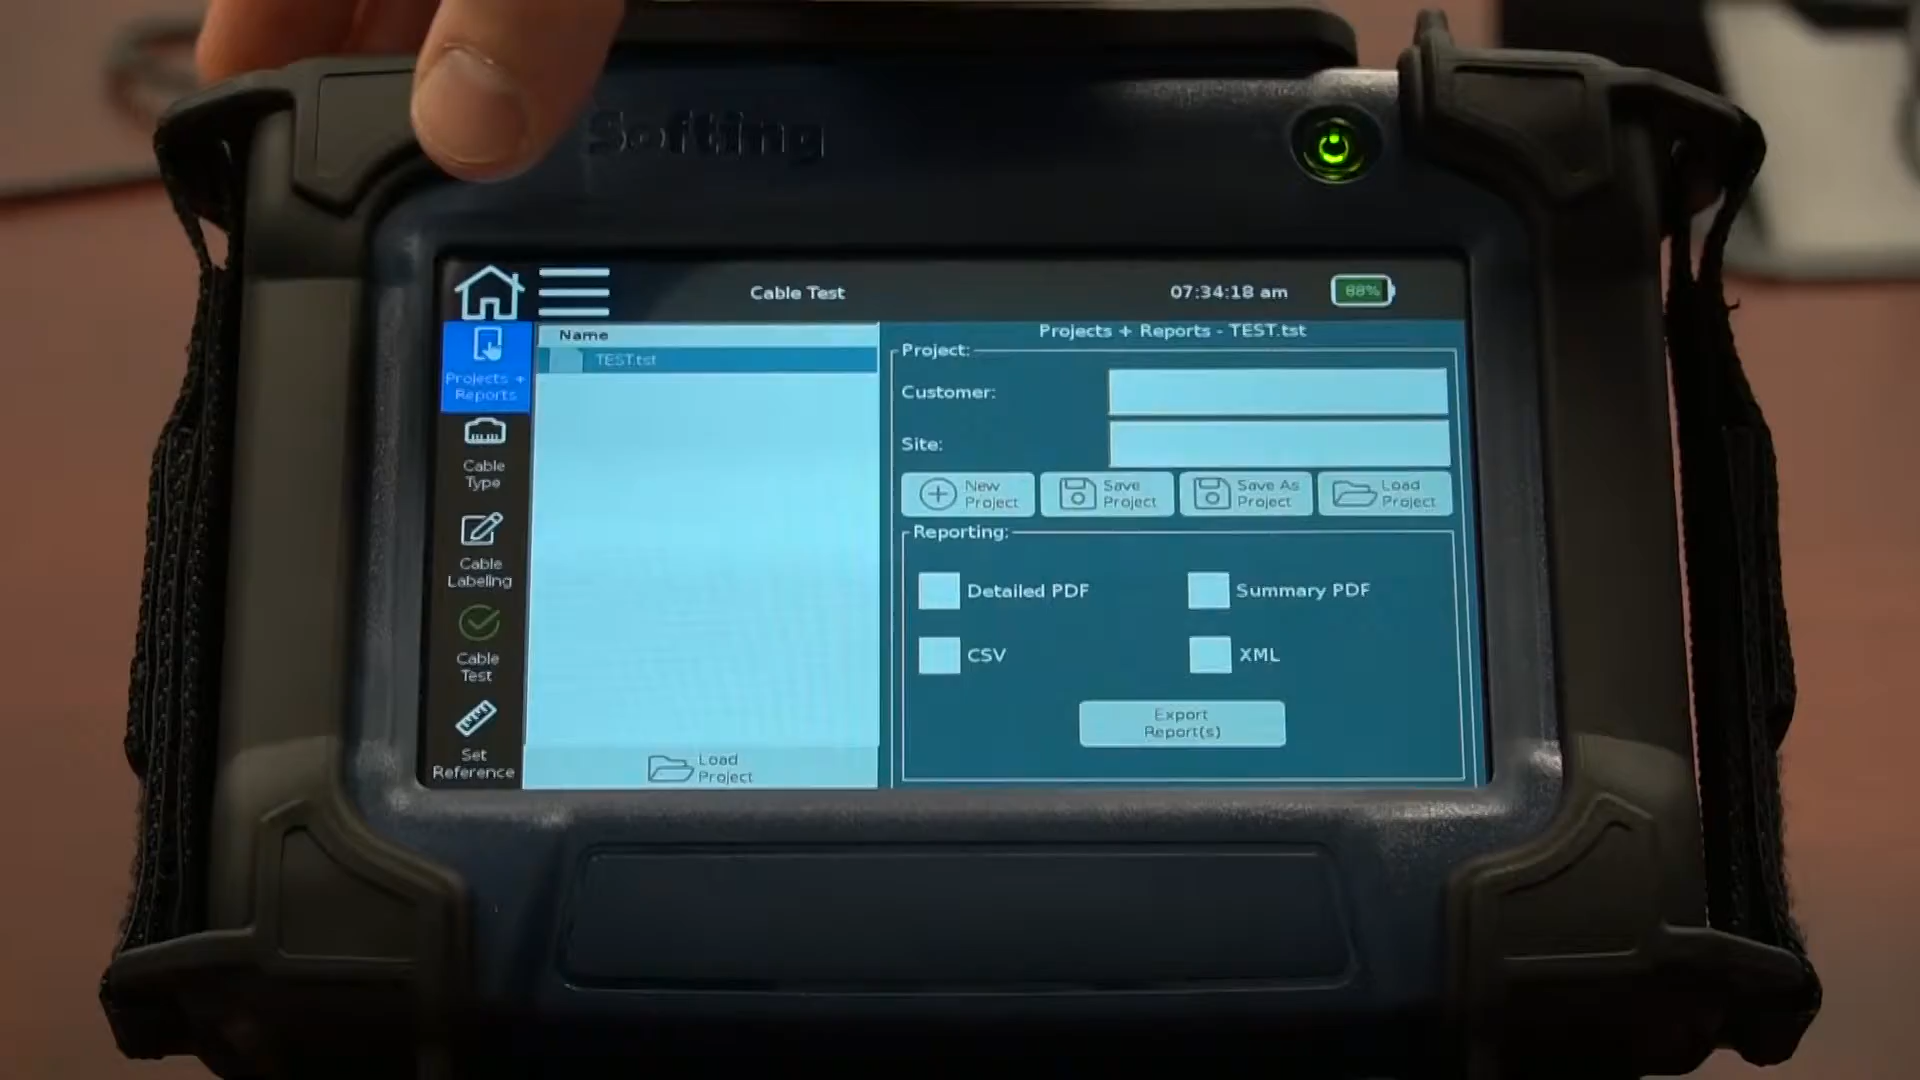 Softing
Cable Test
07:34:18 am
88%
Projects +
Reports
Cable
Type
Cable
Labeling
Cable
Test
Set
Reference
Name
TEST.tst
Load
Project
Projects + Reports - TEST.tst
Project:
Customer:
Site:
New
Project
Save
Project
Save As
Project
Load
Project
Reporting:
Detailed PDF
Summary PDF
CSV
XML
Export
Report(s)